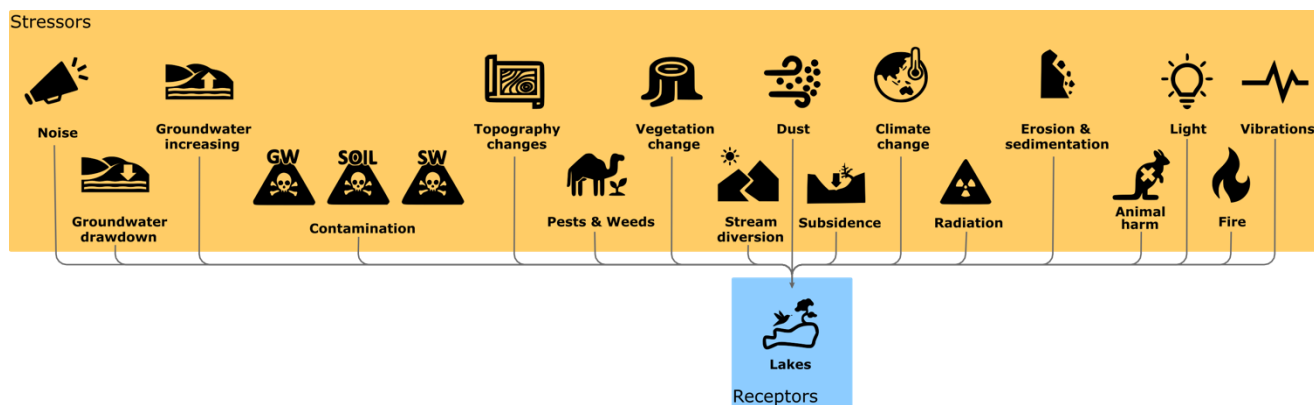 Stressors
Noise
Groundwater
increasing
Topography
changes
Vegetation
change
Dust
Climate
change
Erosion &
sedimentation
Light
Vibrations
GW
SOIL
SW
Groundwater
drawdown
Contamination
Pests & Weeds
Stream
diversion
Subsidence
Radiation
Animal
harm
Fire
Lakes
Receptors